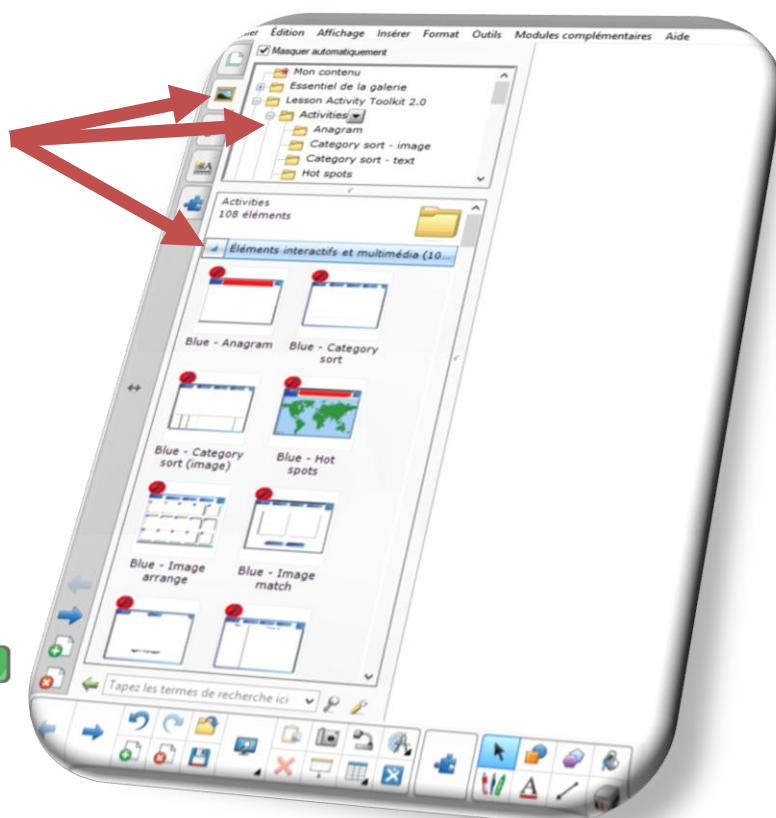 ier Édition Affichage Insérer Format Outils Modules complémentaires Aide
Masquer automatiquement
Mon contenu
Essentiel de la galerie
Lesson Activity Toolkit 2.0
Activities
Anagram
Category sort - image
Category sort - text
Hot spots
Activities
108 éléments
Éléments interactifs et multimédia (10...
Blue - Anagram
Blue - Category
sort
Blue - Category
sort (image)
Blue - Hot
spots
Blue - Image
arrange
Blue - Image
match
Tapez les termes de recherche ici